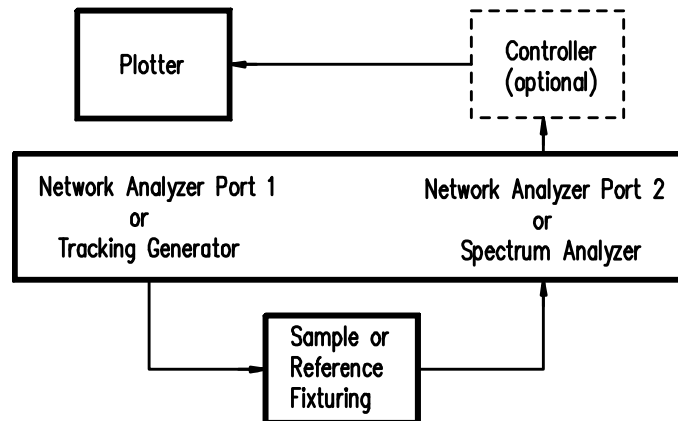 Plotter
Controller
(optional)
Network Analyzer Port 1
or
Tracking Generator
Network Analyzer Port 2
or
Spectrum Analyzer
Sample or
Reference
Fixturing